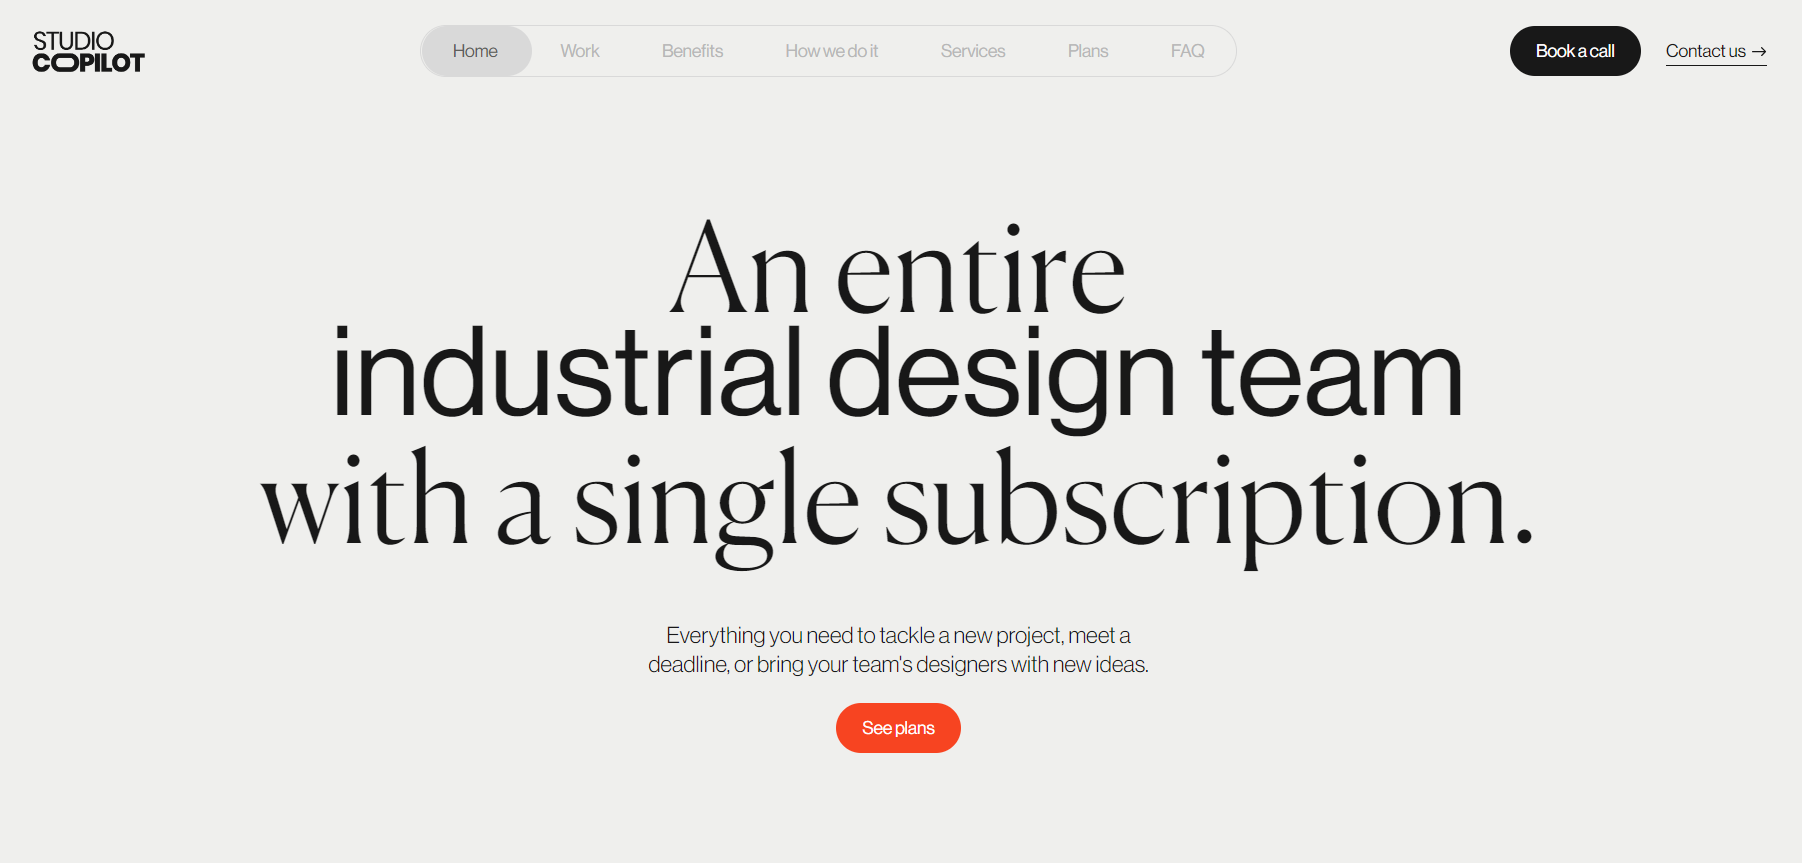 STUDIO
COPILOT
Home
Work
Benefits
How we do it
Services
Plans
FAQ
Book a call
Contact us →
An entire
industrial design team
with a single subscription.
Everything you need to tackle a new project, meet a
deadline, or bring your team's designers with new ideas.
See plans